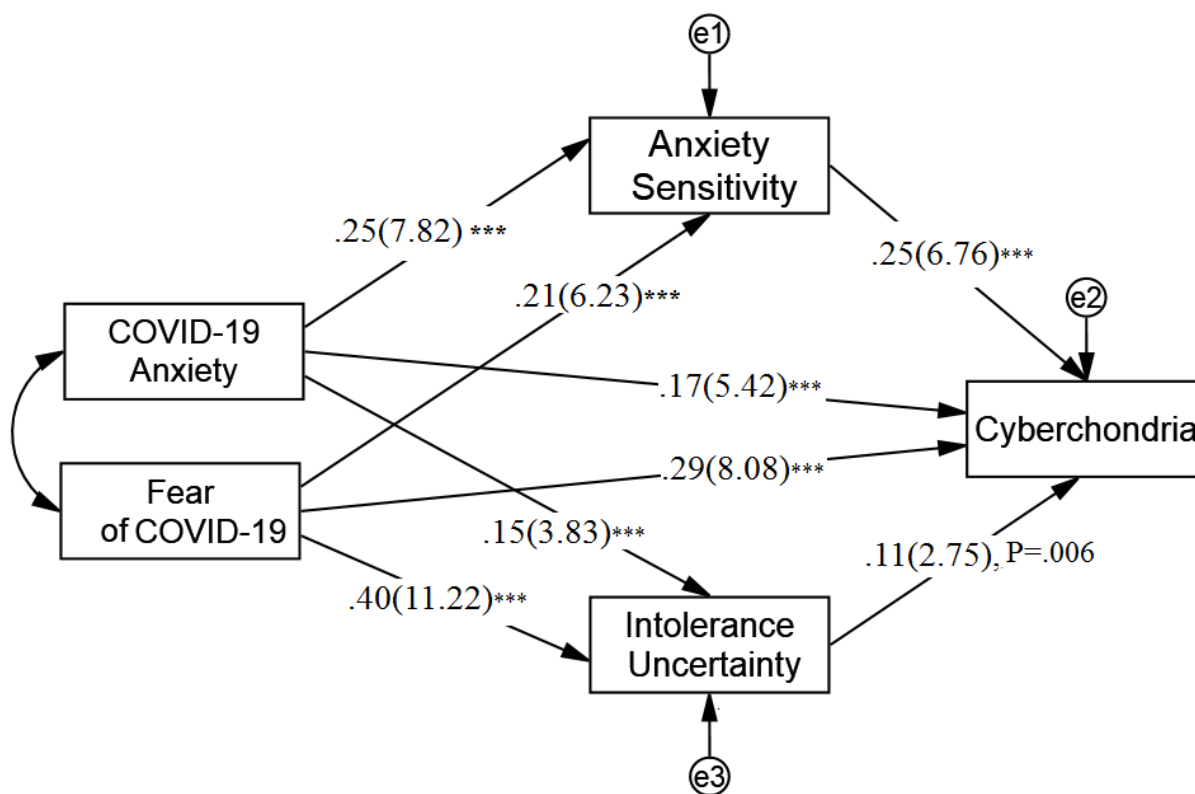 e1
Anxiety
Sensitivity
.25(7.82) ***
.25(6.76)***
.21(6.23)***
e2
COVID-19
Anxiety
.17(5.42)***
Cyberchondria
.29(8.08)***
Fear
of COVID-19
.15(3.83)***
.11(2.75), P=.006
.40(11.22)***
Intolerance
Uncertainty
e3